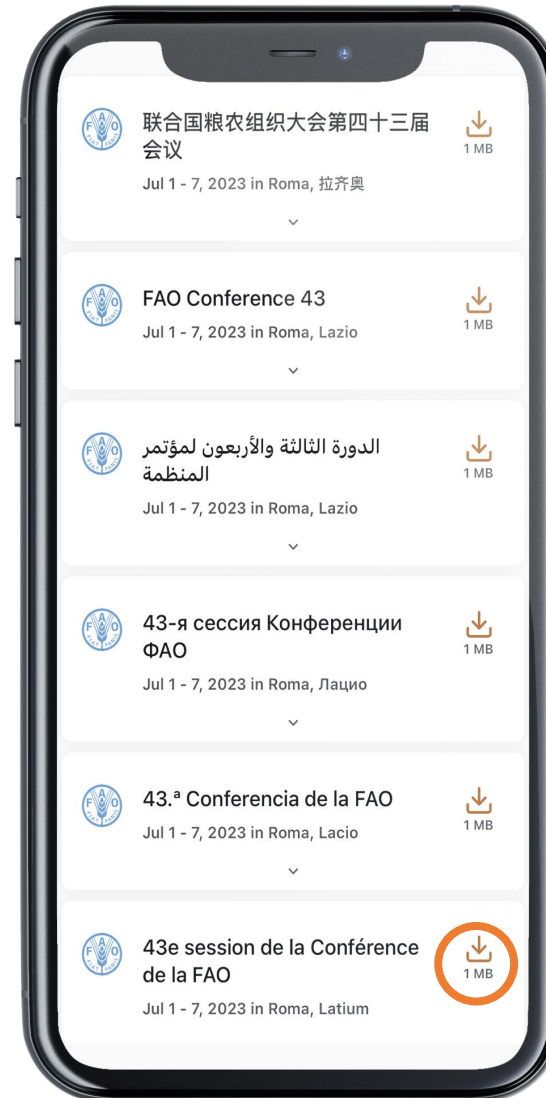 联合国粮农组织大会第四十三届
会议
Jul 1 - 7, 2023 in Roma, 拉齐奥
1 MB
FAO Conference 43
Jul 1 - 7, 2023 in Roma, Lazio
1 MB
الدورة الثالثة والأربعون لمؤتمر
المنظمة
Jul 1 - 7, 2023 in Roma, Lazio
1 MB
43-я сессия Конференции
ФАО
Jul 1 - 7, 2023 in Roma, Лацио
1 MB
43.ª Conferencia de la FAO
Jul 1 - 7, 2023 in Roma, Lacio
1 MB
43e session de la Conférence
de la FAO
Jul 1 - 7, 2023 in Roma, Latium
1 MB